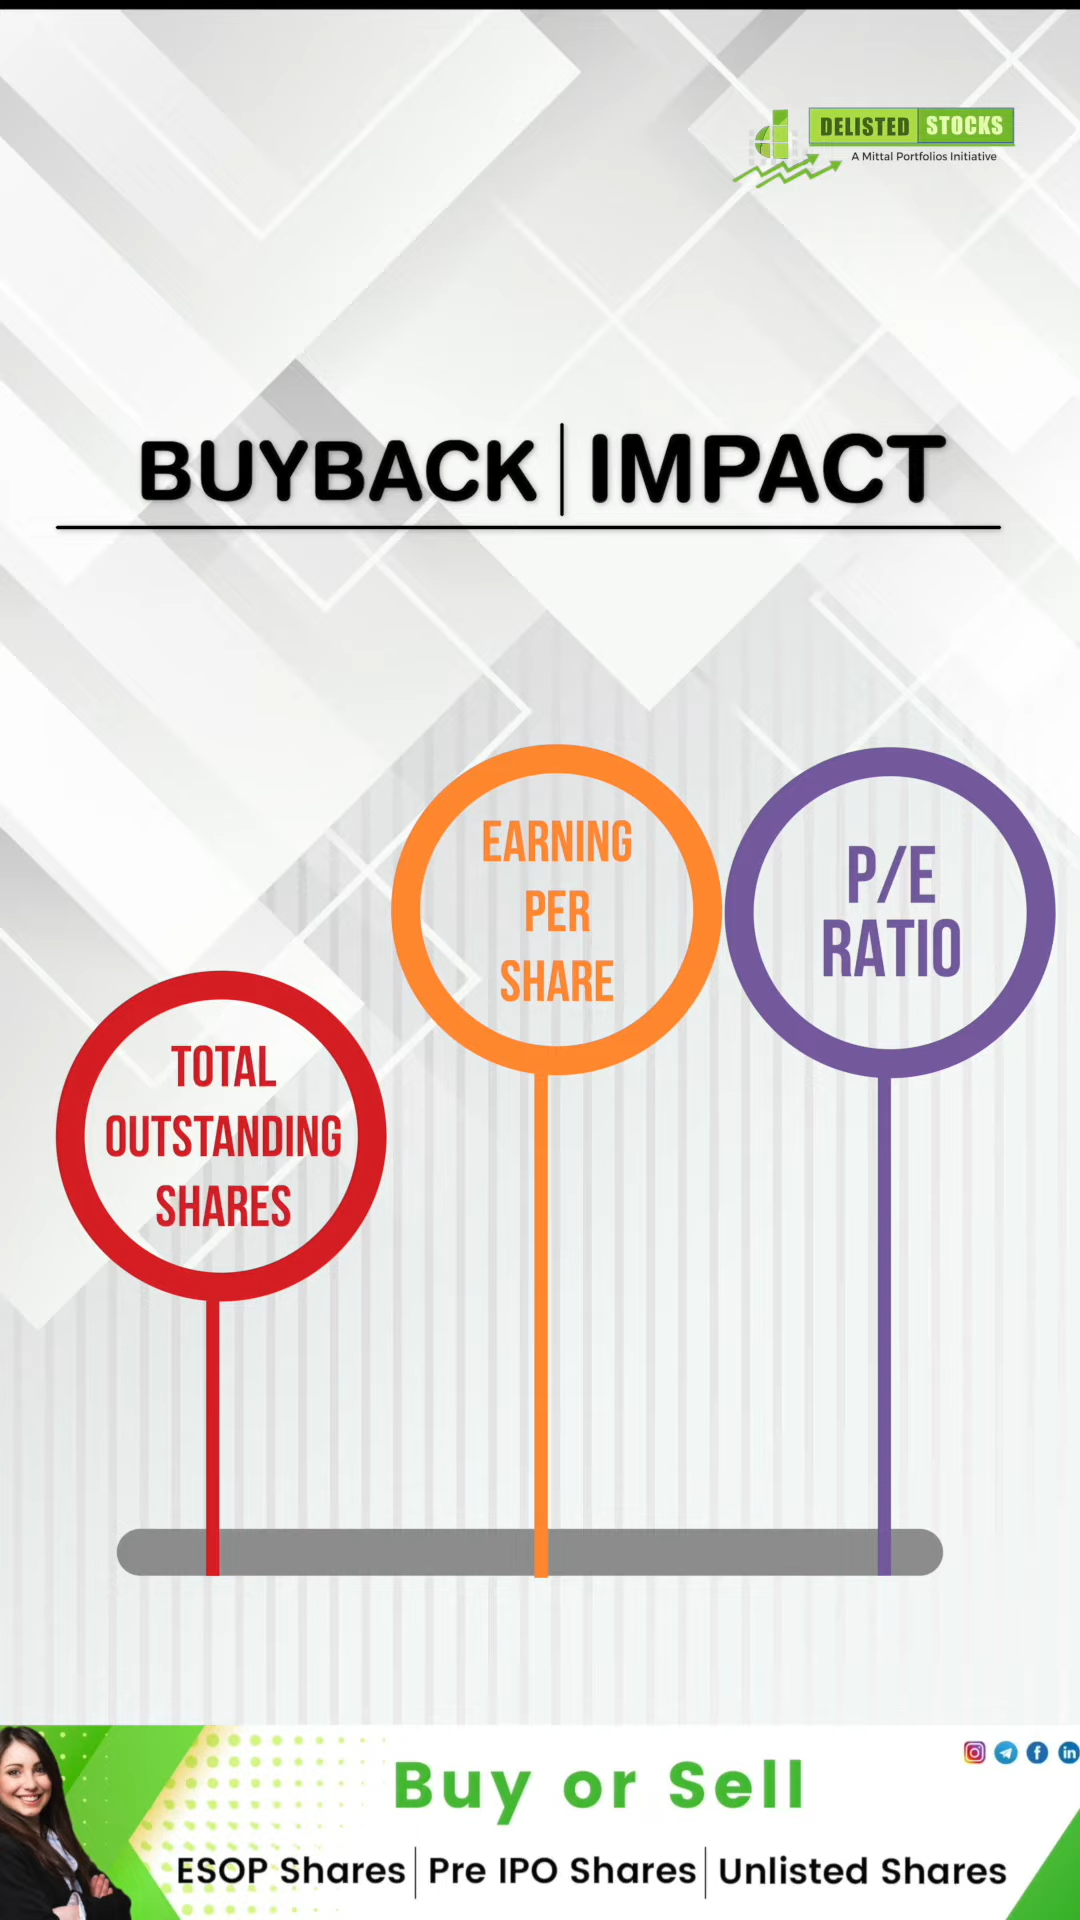 DELISTED STOCKS
A Mittal Portfolios Initiative
BUYBACK | IMPACT
EARNING
PER
SHARE
P/E
RATIO
TOTAL
OUTSTANDING
SHARES
Buy or Sell
ESOP Shares | Pre IPO Shares | Unlisted Shares